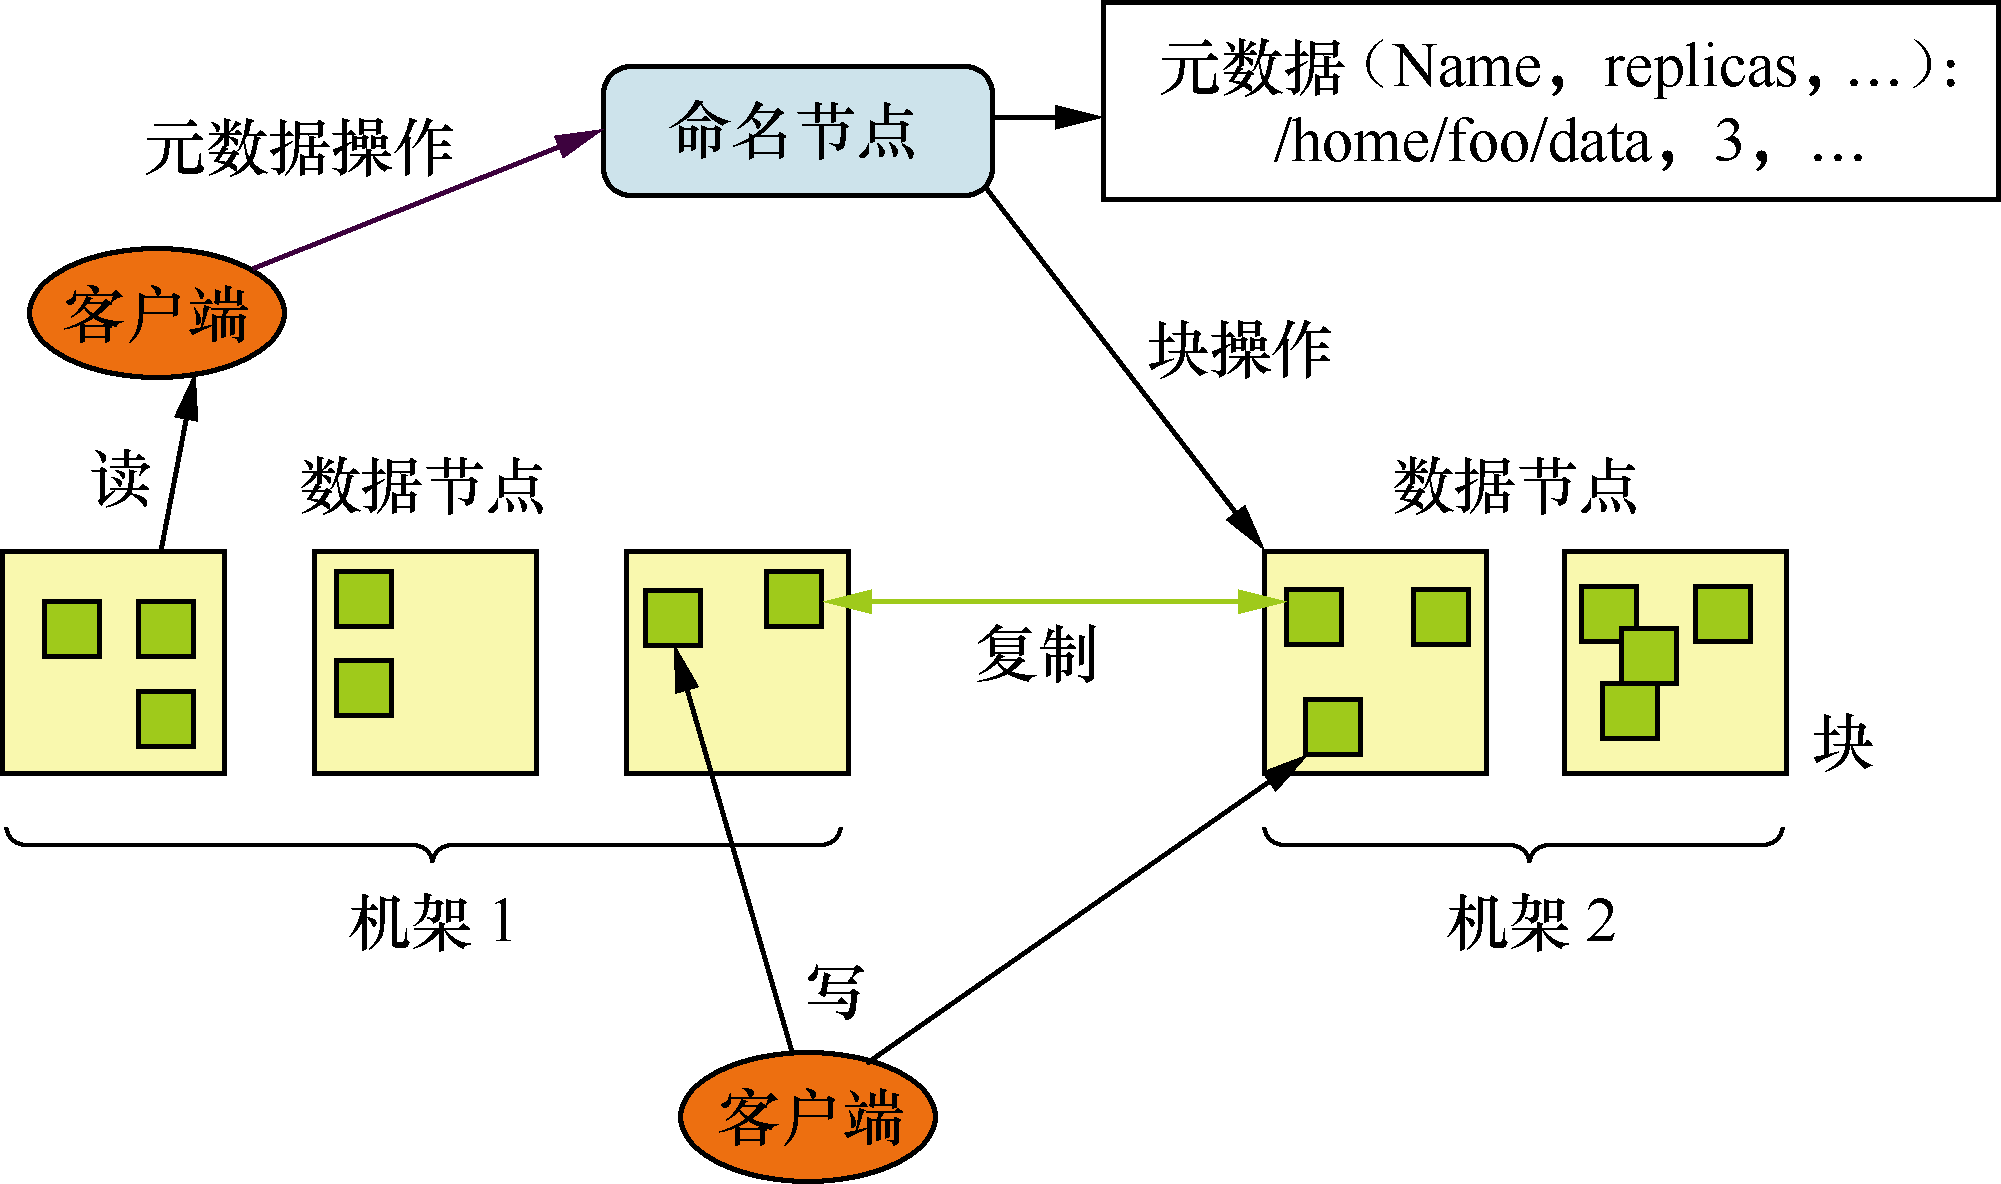 元数据（Name，replicas，…）：
/home/foo/data，3，…
命名节点
元数据操作
客户端
块操作
读
数据节点
数据节点
复制
块
机架 1
机架 2
写
客户端